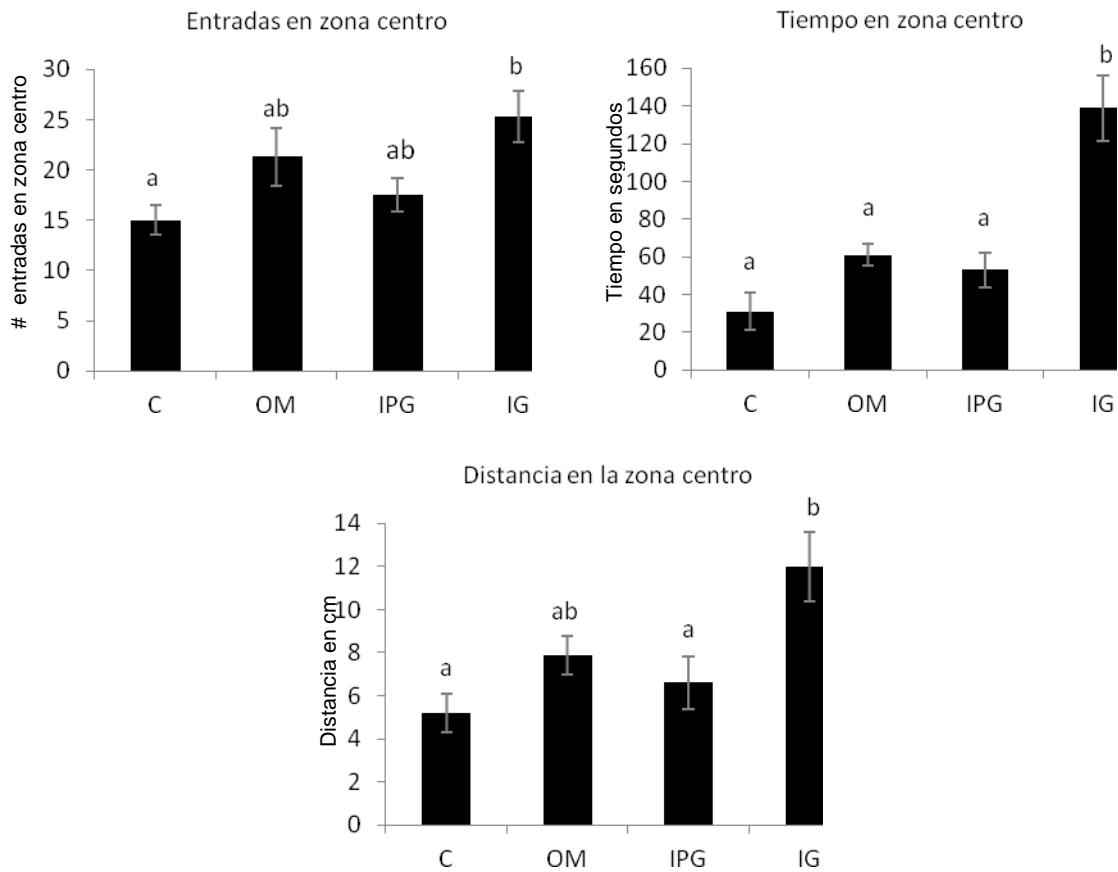 Entradas en zona centro
# entradas en zona centro
30
25
20
15
10
5
0
a
ab
ab
b
C OM IPG IG
Tiempo en zona centro
Tiempo en segundos
160
140
120
100
80
60
40
20
0
a
a
a
b
C OM IPG IG
Distancia en la zona centro
Distancia en cm
14
12
10
8
6
4
2
0
a
ab
a
b
C OM IPG IG